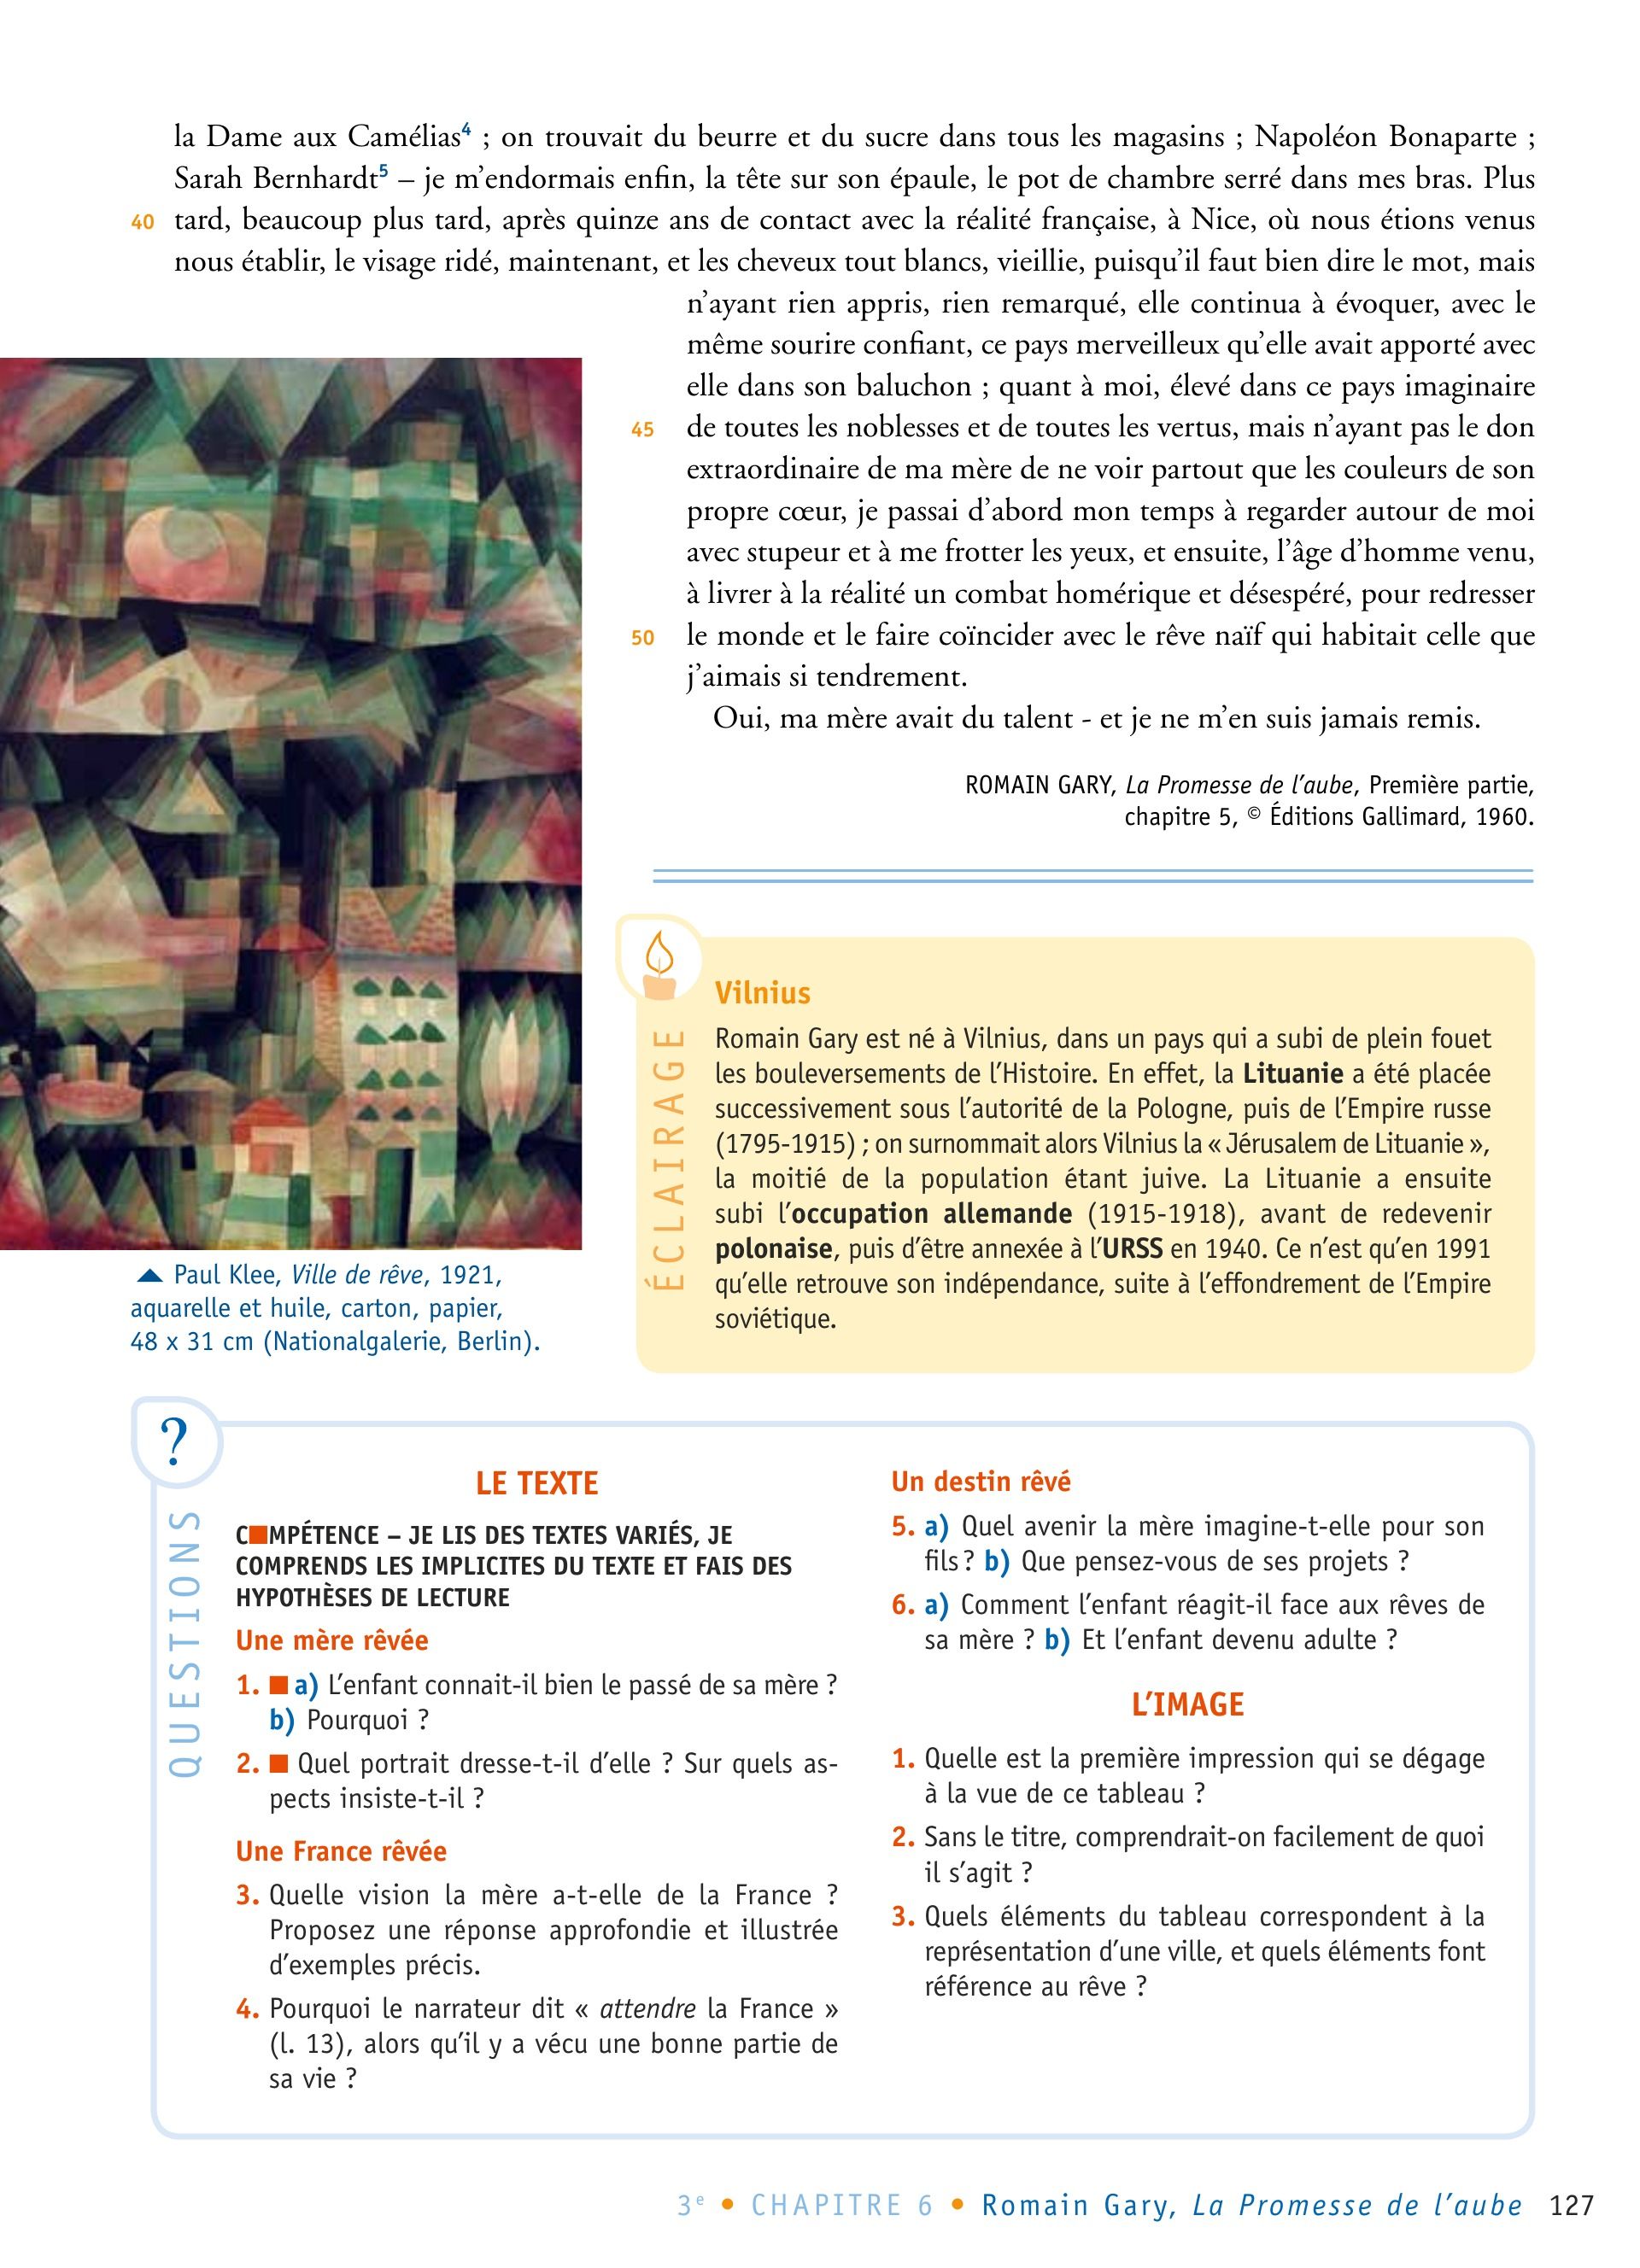 la Dame aux Camélias4 ; on trouvait du beurre et du sucre dans tous les magasins ; Napoléon Bonaparte ;
Sarah Bernhardt5 – je m'endormais enfin, la tête sur son épaule, le pot de chambre serré dans mes bras. Plus
40 tard, beaucoup plus tard, après quinze ans de contact avec la réalité française, à Nice, où nous étions venus
nous établir, le visage ridé, maintenant, et les cheveux tout blancs, vieillie, puisqu'il faut bien dire le mot, mais
n'ayant rien appris, rien remarqué, elle continua à évoquer, avec le
même sourire confiant, ce pays merveilleux qu'elle avait apporté avec
elle dans son baluchon ; quant à moi, élevé dans ce pays imaginaire
45 de toutes les noblesses et de toutes les vertus, mais n'ayant pas le don
extraordinaire de ma mère de ne voir partout que les couleurs de son
propre cœur, je passai d'abord mon temps à regarder autour de moi
avec stupeur et à me frotter les yeux, et ensuite, l'âge d'homme venu,
à livrer à la réalité un combat homérique et désespéré, pour redresser
50 le monde et le faire coïncider avec le rêve naïf qui habitait celle que
j'aimais si tendrement.
Oui, ma mère avait du talent - et je ne m'en suis jamais remis.
ROMAIN GARY, La Promesse de l'aube, Première partie,
chapitre 5, © Éditions Gallimard, 1960.
▲ Paul Klee, Ville de rêve, 1921,
aquarelle et huile, carton, papier,
48 x 31 cm (Nationalgalerie, Berlin).
ÉCLAIRAGE
Vilnius
Romain Gary est né à Vilnius, dans un pays qui a subi de plein fouet
les bouleversements de l'Histoire. En effet, la Lituanie a été placée
successivement sous l'autorité de la Pologne, puis de l'Empire russe
(1795-1915) ; on surnommait alors Vilnius la « Jérusalem de Lituanie »,
la moitié de la population étant juive. La Lituanie a ensuite
subi l'occupation allemande (1915-1918), avant de redevenir
polonaise, puis d'être annexée à l'URSS en 1940. Ce n'est qu'en 1991
qu'elle retrouve son indépendance, suite à l'effondrement de l'Empire
soviétique.
?
QUESTIONS
LE TEXTE
C■MPÉTENCE – JE LIS DES TEXTES VARIÉS, JE
COMPRENDS LES IMPLICITES DU TEXTE ET FAIS DES
HYPOTHÈSES DE LECTURE
Une mère rêvée
1. ■ a) L'enfant connait-il bien le passé de sa mère ?
b) Pourquoi ?
2. ■ Quel portrait dresse-t-il d'elle ? Sur quels as-
pects insiste-t-il ?
Une France rêvée
3. Quelle vision la mère a-t-elle de la France ?
Proposez une réponse approfondie et illustrée
d'exemples précis.
4. Pourquoi le narrateur dit « attendre la France »
(l. 13), alors qu'il y a vécu une bonne partie de
sa vie ?
Un destin rêvé
5. a) Quel avenir la mère imagine-t-elle pour son
fils ? b) Que pensez-vous de ses projets ?
6. a) Comment l'enfant réagit-il face aux rêves de
sa mère ? b) Et l'enfant devenu adulte ?
L'IMAGE
1. Quelle est la première impression qui se dégage
à la vue de ce tableau ?
2. Sans le titre, comprendrait-on facilement de quoi
il s'agit ?
3. Quels éléments du tableau correspondent à la
représentation d'une ville, et quels éléments font
référence au rêve ?
3e • CHAPITRE 6 • Romain Gary, La Promesse de l'aube 127